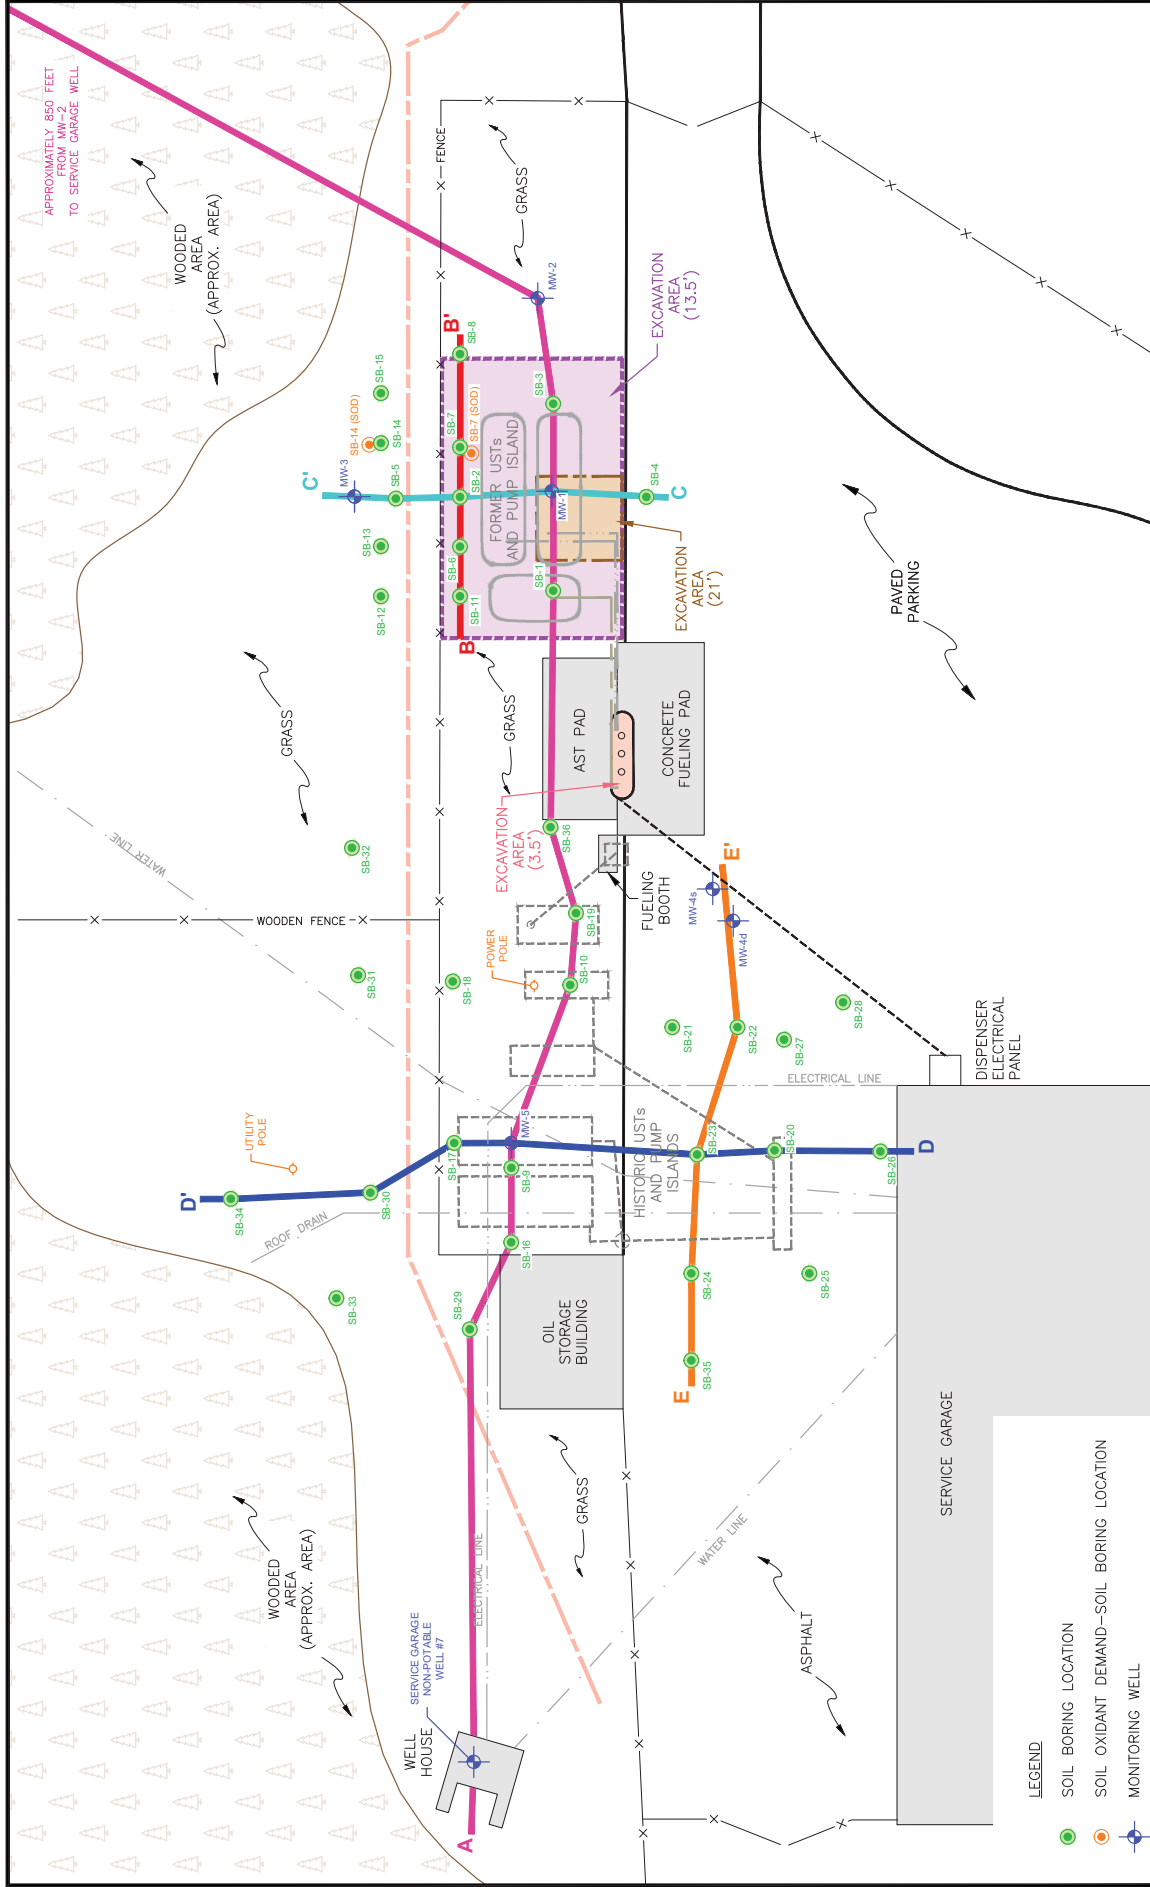 APPROXIMATELY 850 FEET
FROM MW-2
TO SERVICE GARAGE WELL
WOODED
AREA
(APPROX. AREA)
FENCE
GRASS
MW-2
EXCAVATION
AREA
(13.5')
B'
SB-8
SB-15
SB-14 (SOD)
SB-14
SB-7
SB-7 (SOD)
SB-3
C'
MW-3
SB-5
SB-2
FORMER USTs
AND PUMP ISLAND
MW-1
SB-4
C
SB-13
SB-12
SB-6
SB-11
SB-1
B
EXCAVATION
AREA
(21')
PAVED
PARKING
GRASS
GRASS
AST PAD
CONCRETE
FUELING PAD
EXCAVATION
AREA
(3.5')
WATER LINE
SB-32
SB-36
WOODEN FENCE
FUELING
BOOTH
E'
MW-4s
MW-4d
SB-19
POWER
POLE
SB-10
SB-31
SB-18
SB-21
SB-22
SB-27
SB-28
DISPENSER
ELECTRICAL
PANEL
ELECTRICAL LINE
UTILITY
POLE
MW-5
SB-17
SB-9
HISTORIC USTs
AND PUMP
ISLANDS
SB-23
SB-20
SB-26
D
D'
SB-34
SB-30
ROOF DRAIN
SB-16
SB-33
SB-29
OIL
STORAGE
BUILDING
SB-24
SB-25
SB-35
E
SERVICE GARAGE
GRASS
WATER LINE
ELECTRICAL LINE
WOODED
AREA
(APPROX. AREA)
ASPHALT
SERVICE GARAGE
NON-POTABLE
WELL #7
WELL
HOUSE
A
LEGEND
SOIL BORING LOCATION
SOIL OXIDANT DEMAND-SOIL BORING LOCATION
MONITORING WELL